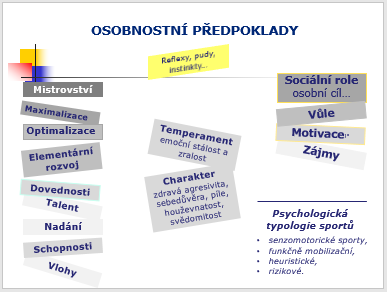 OSOBNOSTNÍ PŘEDPOKLADY
Reflexy, pudy,
instinkty...
Mistrovství
Maximalizace
Optimalizace
Elementární
rozvoj
Dovednosti
Talent
Nadání
Schopnosti
Vlohy
Temperament
emoční stálost a
zralost
Charakter
zdravá agresivita,
sebedůvěra, píle,
houževnatost,
svědomitost
Sociální role
osobní cíl...
Vůle
Motivace
Zájmy
Psychologická
typologie sportů
• senzomotorické sporty,
• funkčně mobilizační,
• heuristické,
• rizikové.